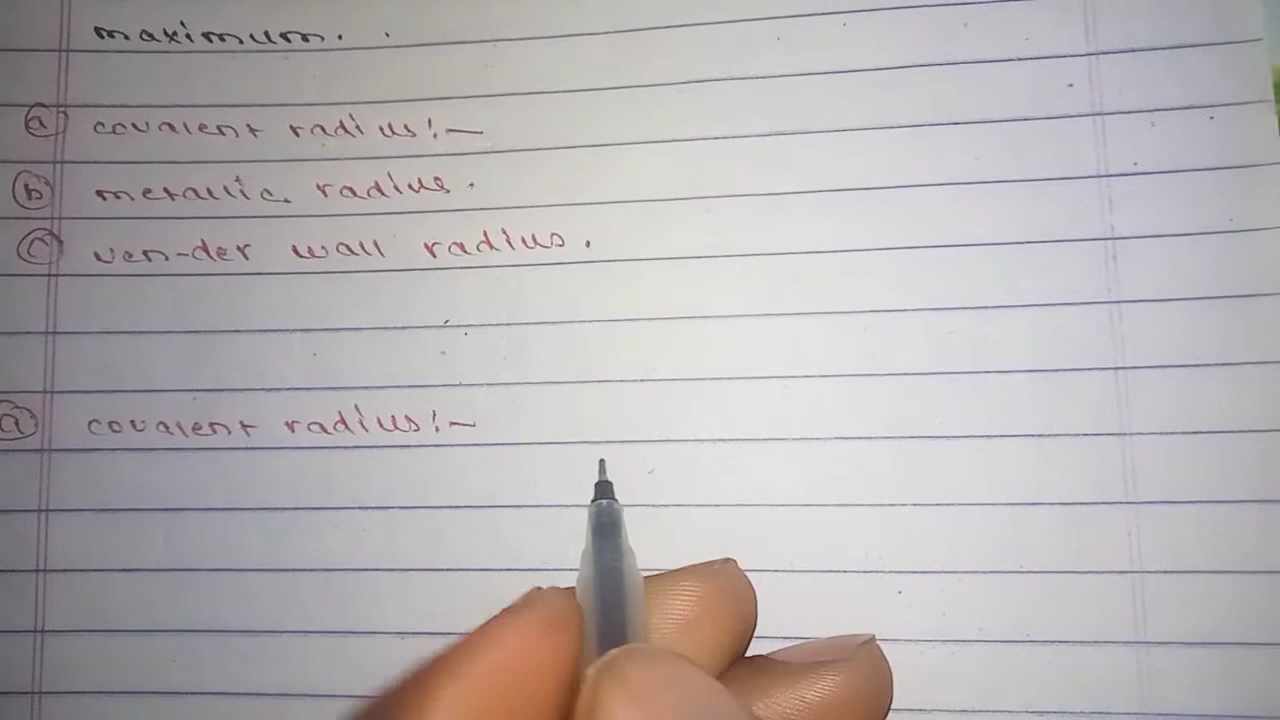 maximum.
(a) covalent radius:-
(b) metallic radius.
(c) ven-der wall radius.
(a) covalent radius:-